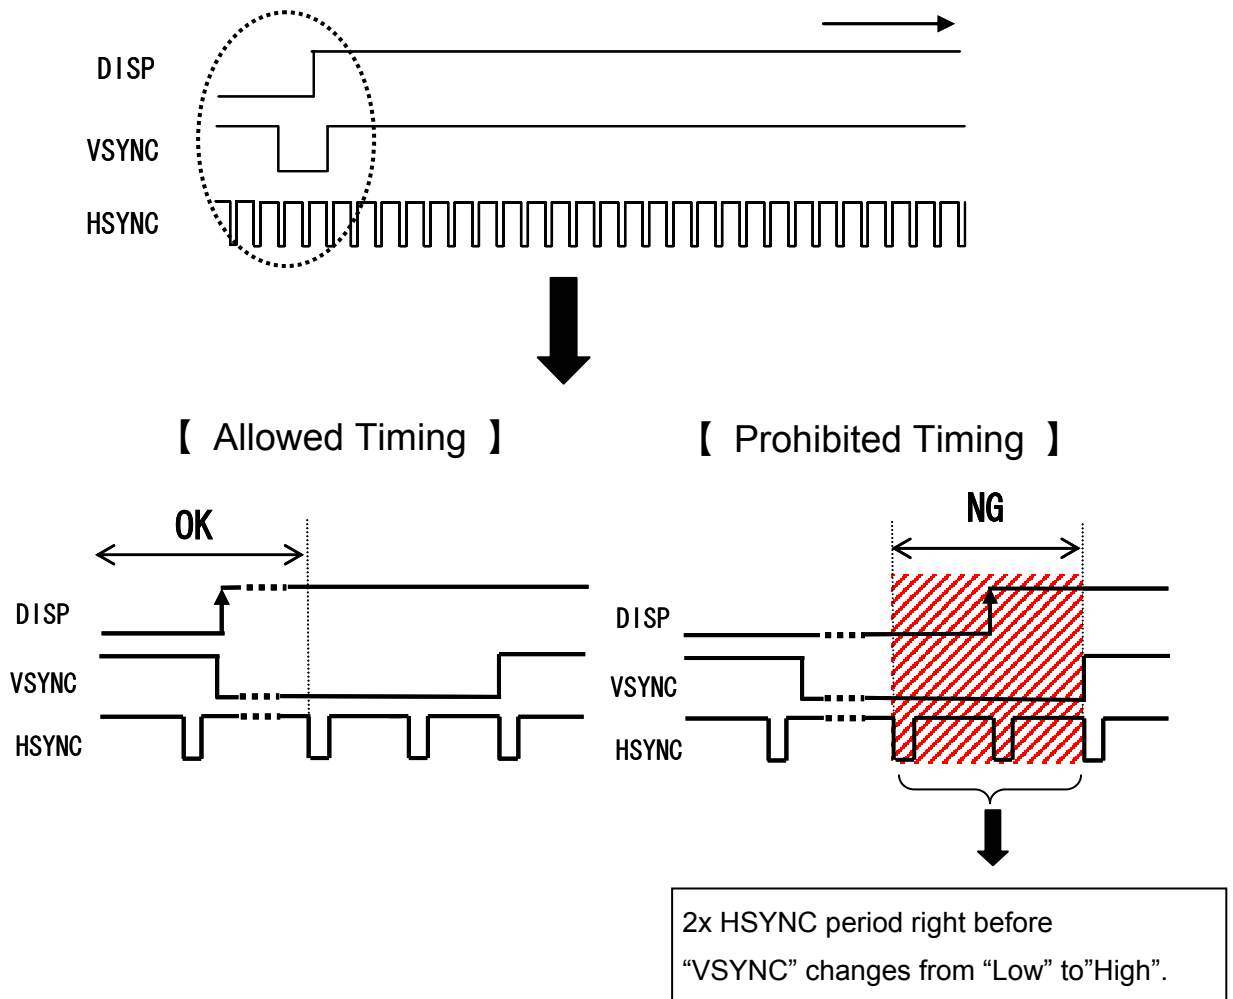 DISP
VSYNC
HSYNC
【 Allowed Timing 】
【 Prohibited Timing 】
OK
DISP
VSYNC
HSYNC
NG
DISP
VSYNC
HSYNC
2x HSYNC period right before
“VSYNC” changes from “Low” to”High”.